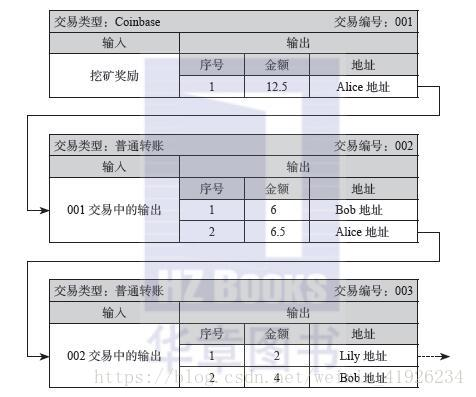 交易类型：Coinbase 交易编号：001
输入 输出
挖矿奖励
序号 金额 地址
1 12.5 Alice 地址
交易类型：普通转账 交易编号：002
输入 输出
001 交易中的输出
序号 金额 地址
1 6 Bob 地址
2 6.5 Alice 地址
交易类型：普通转账 交易编号：003
输入 输出
002 交易中的输出
序号 金额 地址
1 2 Lily 地址
2 4 Bob 地址
HZ BOOKS
华章图书